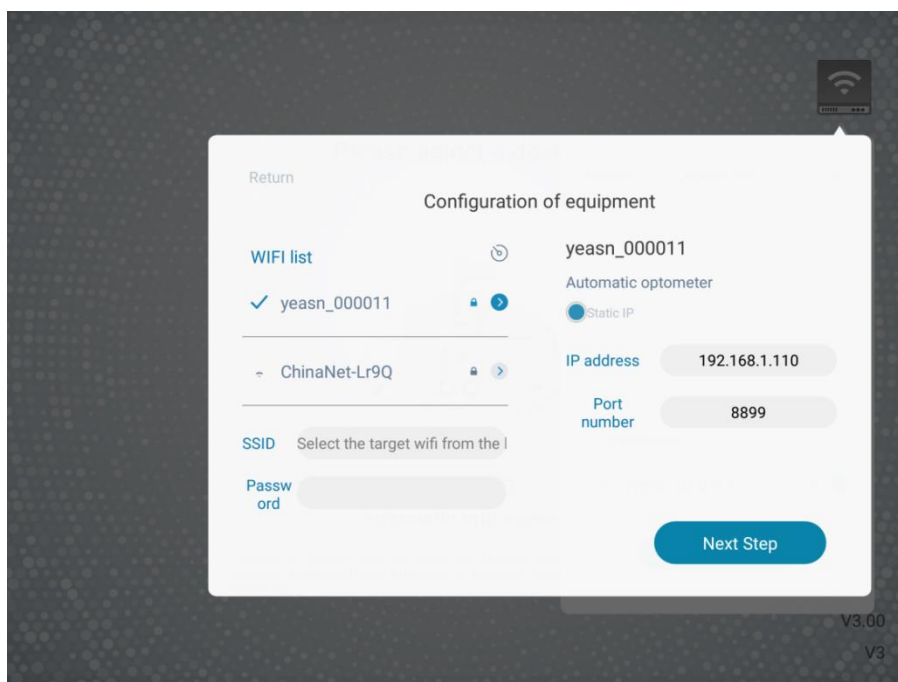 Return
Configuration of equipment
WIFI list
yeasn_000011
ChinaNet-Lr9Q
SSID Select the target wifi from the l
Passw
ord
yeasn_000011
Automatic optometer
Static IP
IP address 192.168.1.110
Port
number
8899
Next Step
V3.00
V3